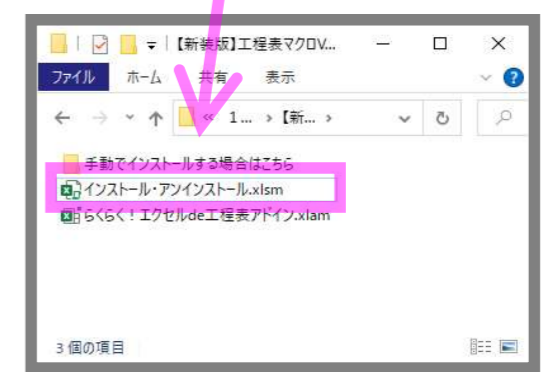 【新装版】工程表マクロV...
ファイル ホーム 共有 表示
« 1... › 【新... ›
手動でインストールする場合はこちら
インストール・アンインストール.xlsm
らくらく！エクセルde工程表アドイン.xlam
3 個の項目